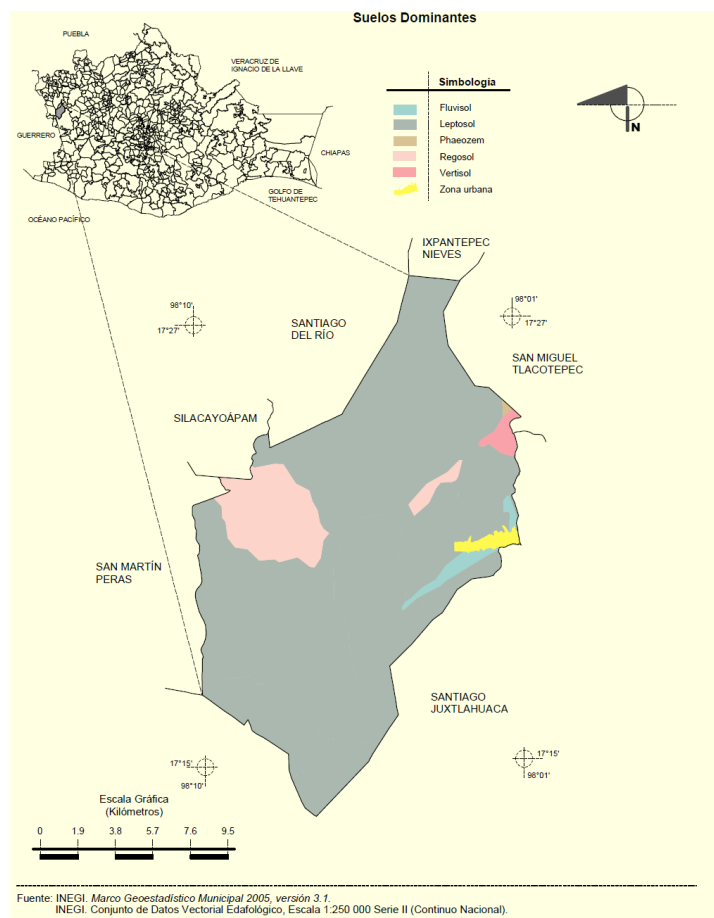 Suelos Dominantes
PUEBLA
VERACRUZ DE
IGNACIO DE LA LLAVE
GUERRERO
CHIAPAS
GOLFO DE
TEHUANTEPEC
OCÉANO PACÍFICO
Simbología
Fluvisol
Leptosol
Phaeozem
Regosol
Vertisol
Zona urbana
N
IXPANTEPEC
NIEVES
98°10'
17°27'
98°01'
17°27'
SANTIAGO
DEL RÍO
SAN MIGUEL
TLACOTEPEC
SILACAYOÁPAM
SAN MARTÍN
PERAS
SANTIAGO
JUXTLAHUACA
17°15'
98°10'
17°15'
98°01'
Escala Gráfica
(Kilómetros)
0 1.9 3.8 5.7 7.6 9.5
Fuente: INEGI. Marco Geoestadístico Municipal 2005, versión 3.1.
INEGI. Conjunto de Datos Vectorial Edafológico, Escala 1:250 000 Serie II (Continuo Nacional).